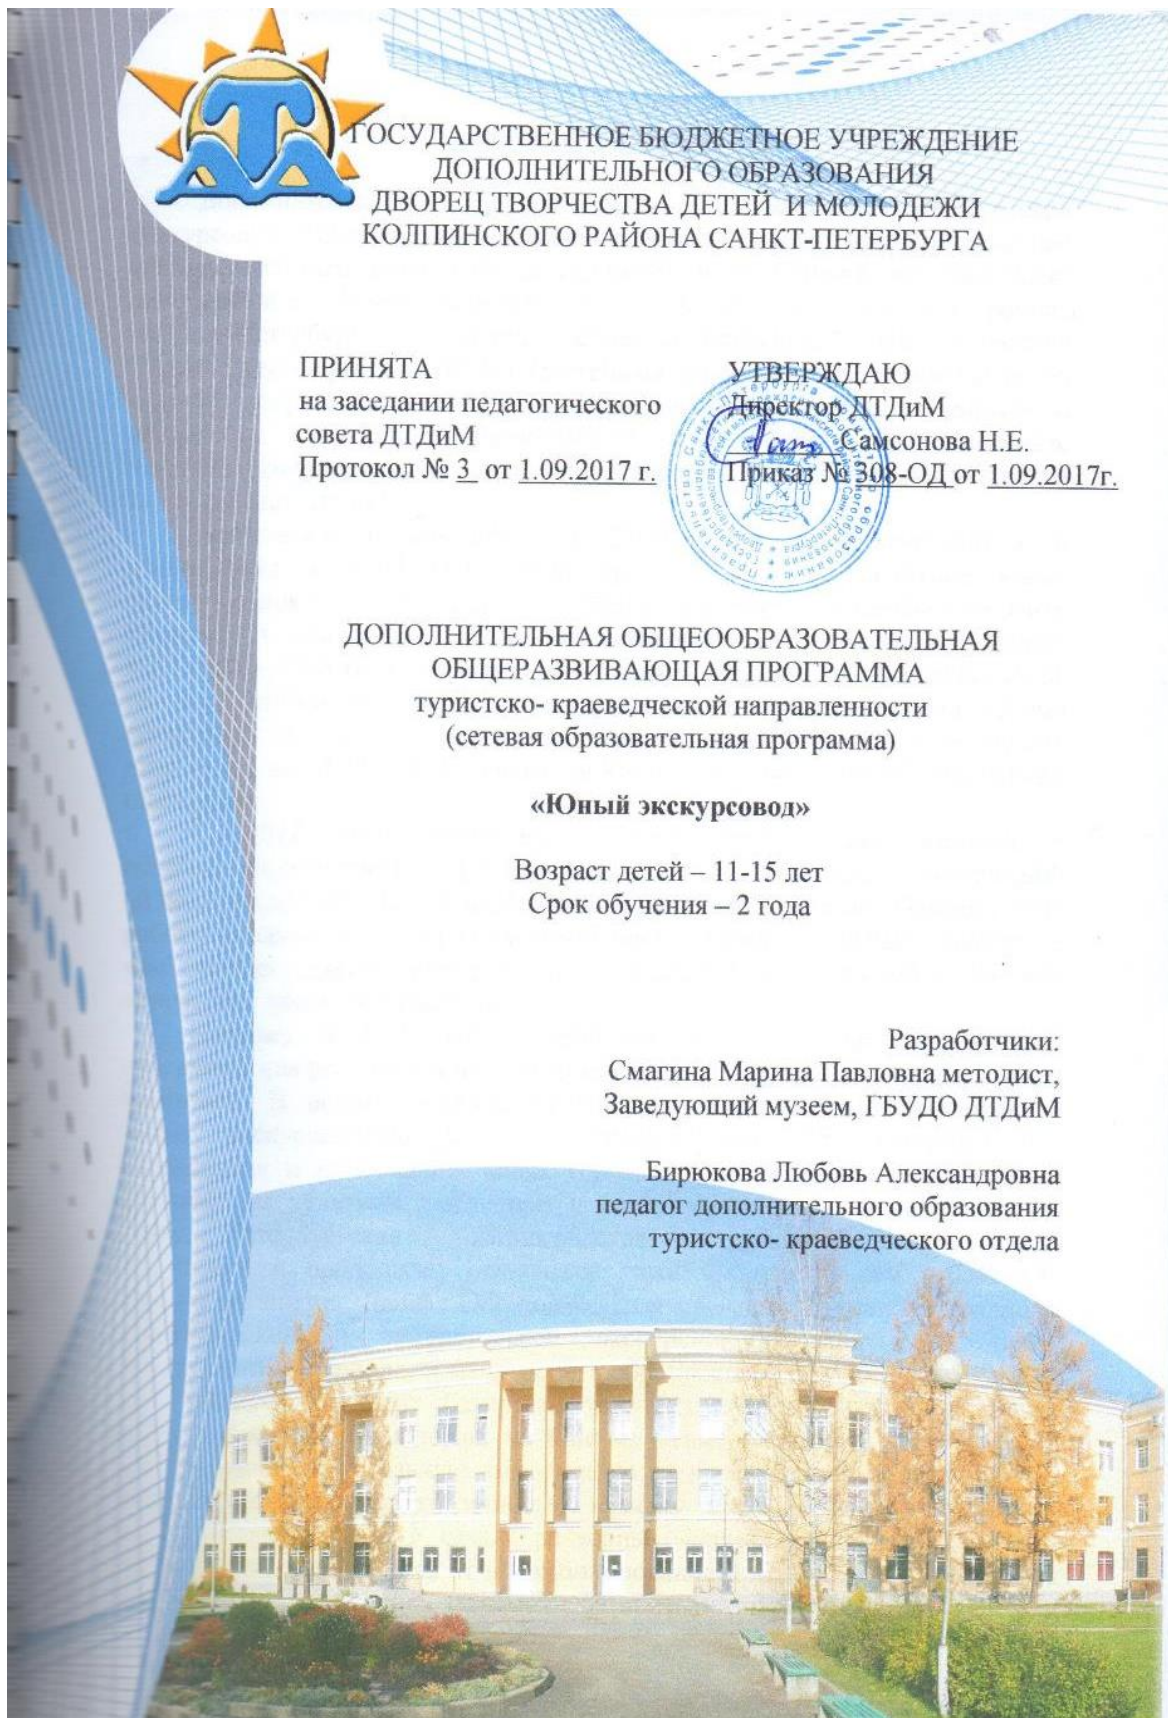 ГОСУДАРСТВЕННОЕ БЮДЖЕТНОЕ УЧРЕЖДЕНИЕ
ДОПОЛНИТЕЛЬНОГО ОБРАЗОВАНИЯ
ДВОРЕЦ ТВОРЧЕСТВА ДЕТЕЙ И МОЛОДЕЖИ
КОЛПИНСКОГО РАЙОНА САНКТ-ПЕТЕРБУРГА
ПРИНЯТА
на заседании педагогического
совета ДТДиМ
Протокол № 3 от 1.09.2017 г.
УТВЕРЖДАЮ
Директор ДТДиМ
Самсонова Н.Е.
Приказ № 308-ОД от 1.09.2017г.
ДОПОЛНИТЕЛЬНАЯ ОБЩЕООБРАЗОВАТЕЛЬНАЯ
ОБЩЕРАЗВИВАЮЩАЯ ПРОГРАММА
туристско- краеведческой направленности
(сетевая образовательная программа)
«Юный экскурсовод»
Возраст детей – 11-15 лет
Срок обучения – 2 года
Разработчики:
Смагина Марина Павловна методист,
Заведующий музеем, ГБУДО ДТДиМ
Бирюкова Любовь Александровна
педагог дополнительного образования
туристско- краеведческого отдела